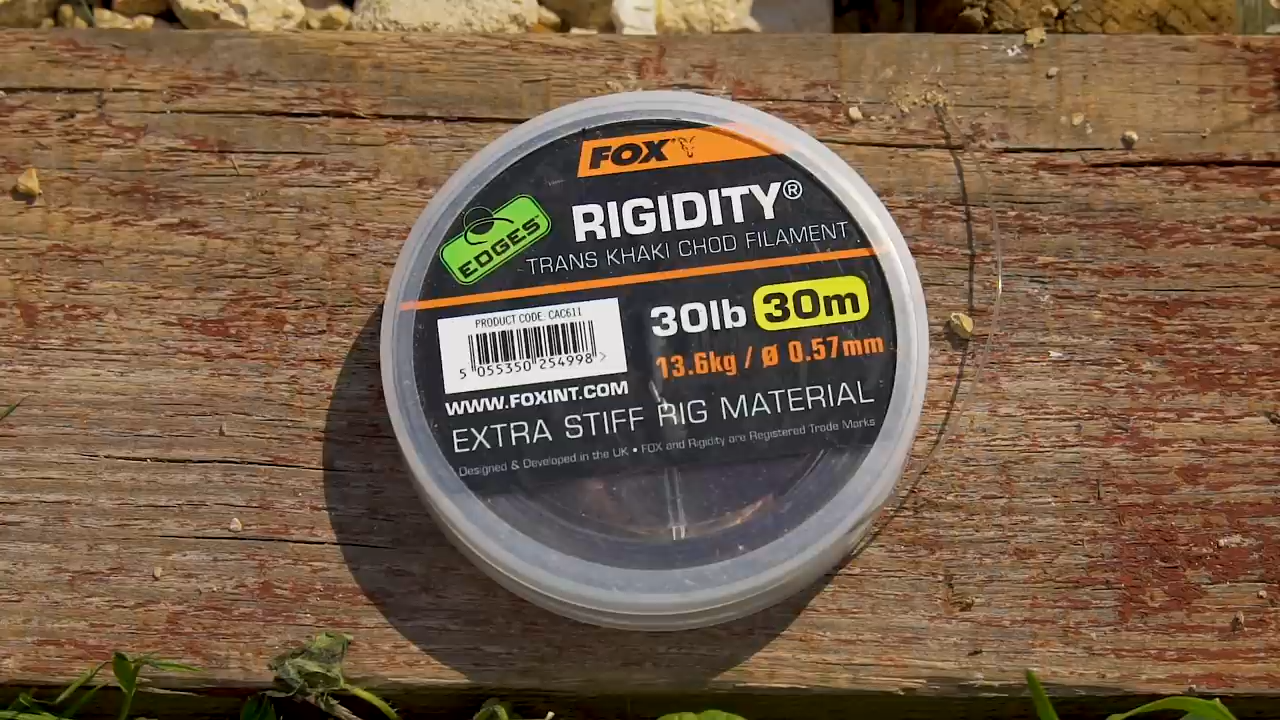 FOX
RIGIDITY®
EDGES™
TRANS KHAKI CHOD FILAMENT
PRODUCT CODE: CAC611
5 055350 254998 >
30lb 30m
13.6kg / Ø 0.57mm
WWW.FOXINT.COM
EXTRA STIFF RIG MATERIAL
Designed & Developed in the UK • FOX and Rigidity are Registered Trade Marks